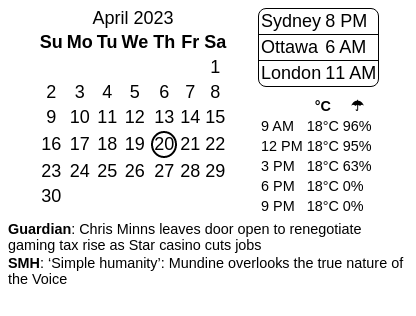 April 2023
Su Mo Tu We Th Fr Sa
1
2 3 4 5 6 7 8
9 10 11 12 13 14 15
16 17 18 19 20 21 22
23 24 25 26 27 28 29
30
Sydney 8 PM
Ottawa 6 AM
London 11 AM
°C ☂
9 AM 18°C 96%
12 PM 18°C 95%
3 PM 18°C 63%
6 PM 18°C 0%
9 PM 18°C 0%
Guardian: Chris Minns leaves door open to renegotiate
gaming tax rise as Star casino cuts jobs
SMH: ‘Simple humanity’: Mundine overlooks the true nature of
the Voice